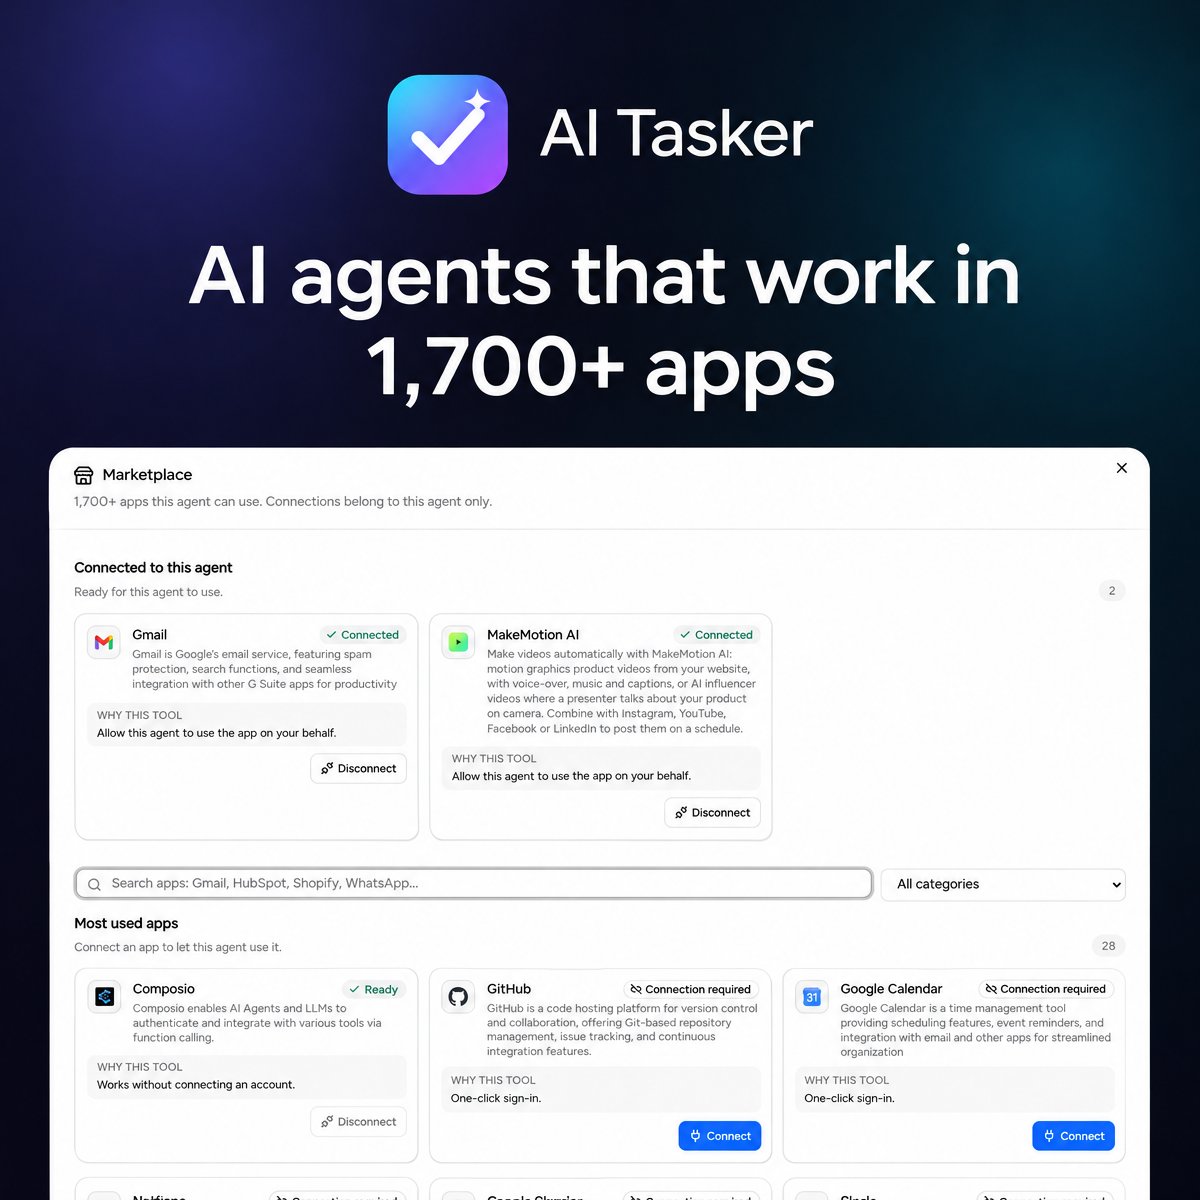 AI Tasker
AI agents that work in
1,700+ apps
Marketplace
1,700+ apps this agent can use. Connections belong to this agent only.
Connected to this agent
Ready for this agent to use.
2
Gmail
Connected
Gmail is Google's email service, featuring spam
protection, search functions, and seamless
integration with other G Suite apps for productivity
WHY THIS TOOL
Allow this agent to use the app on your behalf.
Disconnect
MakeMotion AI
Connected
Make videos automatically with MakeMotion AI:
motion graphics product videos from your website,
with voice-over, music and captions, or AI influencer
videos where a presenter talks about your product
on camera. Combine with Instagram, YouTube,
Facebook or LinkedIn to post them on a schedule.
WHY THIS TOOL
Allow this agent to use the app on your behalf.
Disconnect
Search apps: Gmail, HubSpot, Shopify, WhatsApp...
All categories
Most used apps
Connect an app to let this agent use it.
28
Composio
Ready
Composio enables AI Agents and LLMs to
authenticate and integrate with various tools via
function calling.
WHY THIS TOOL
Works without connecting an account.
Disconnect
GitHub
Connection required
GitHub is a code hosting platform for version control
and collaboration, offering Git-based repository
management, issue tracking, and continuous
integration features.
WHY THIS TOOL
One-click sign-in.
Connect
Google Calendar
Connection required
31
Google Calendar is a time management tool
providing scheduling features, event reminders, and
integration with email and other apps for streamlined
organization
WHY THIS TOOL
One-click sign-in.
Connect